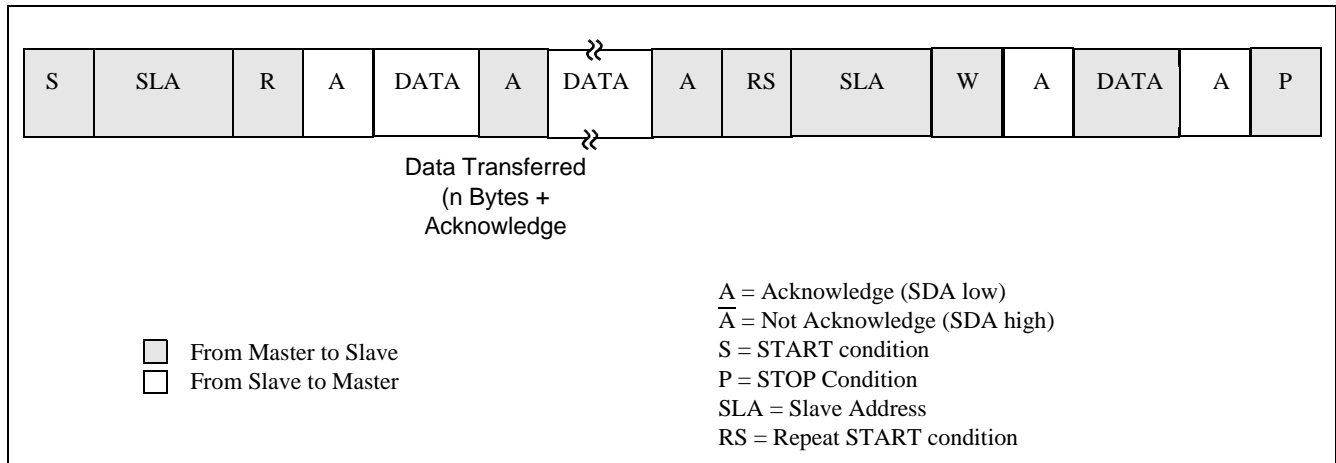 S SLA R A DATA A DATA A RS SLA W A DATA A P
Data Transferred
(n Bytes +
Acknowledge
From Master to Slave
From Slave to Master
A = Acknowledge (SDA low)
A̅ = Not Acknowledge (SDA high)
S = START condition
P = STOP Condition
SLA = Slave Address
RS = Repeat START condition